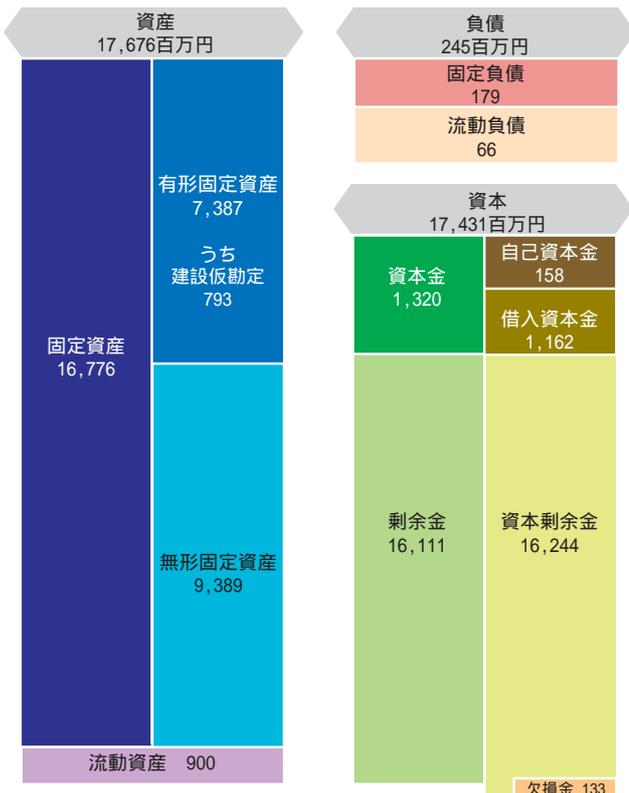 資産
17,676百万円
固定資産
16,776
有形固定資産
7,387
うち
建設仮勘定
793
無形固定資産
9,389
流動資産 900
負債
245百万円
固定負債
179
流動負債
66
資本
17,431百万円
資本金
1,320
自己資本金
158
借入資本金
1,162
剰余金
16,111
資本剰余金
16,244
欠損金 133